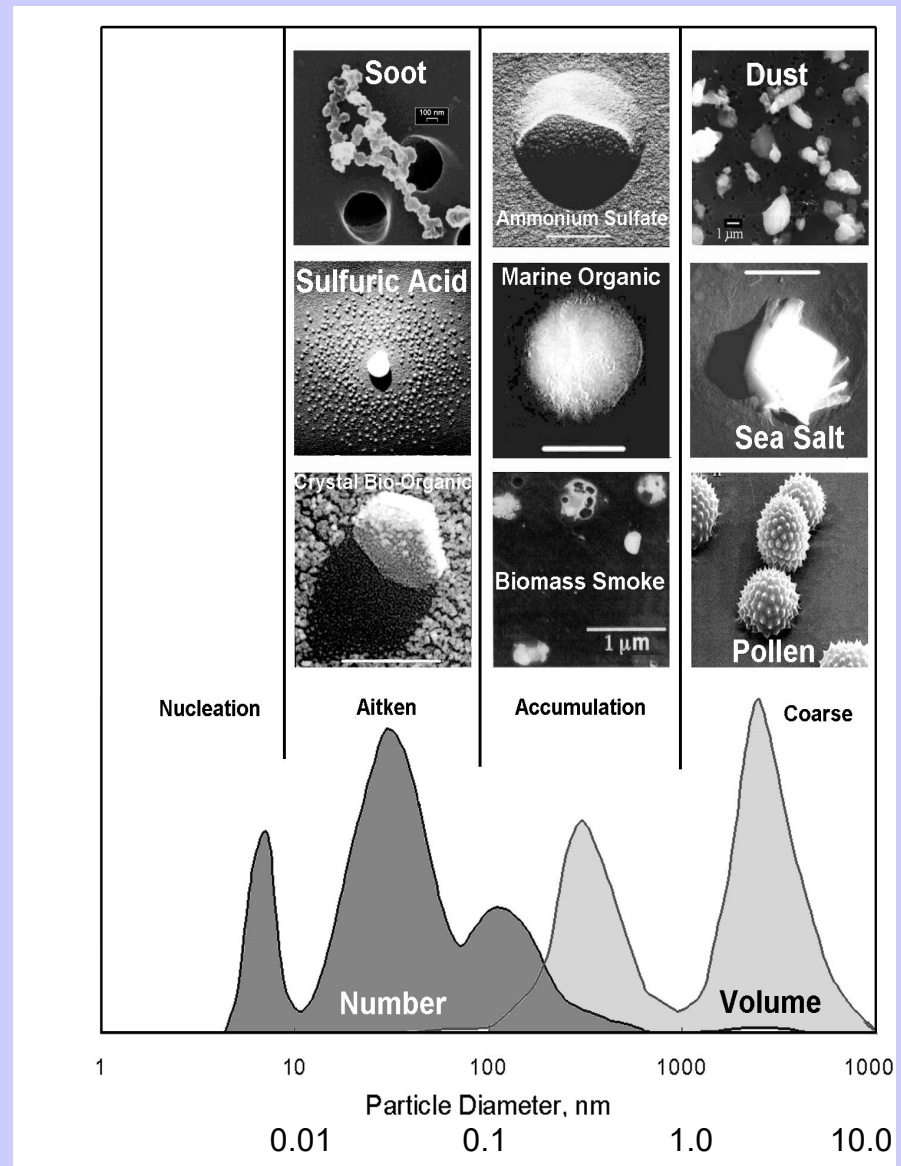 Soot
100 nm
Ammonium Sulfate
Dust
1 µm
Sulfuric Acid
Marine Organic
Sea Salt
Crystal Bio-Organic
Biomass Smoke
1 µm
Pollen
Nucleation
Aitken
Accumulation
Coarse
Number
Volume
1 10 100 1000 1000
Particle Diameter, nm
0.01 0.1 1.0 10.0